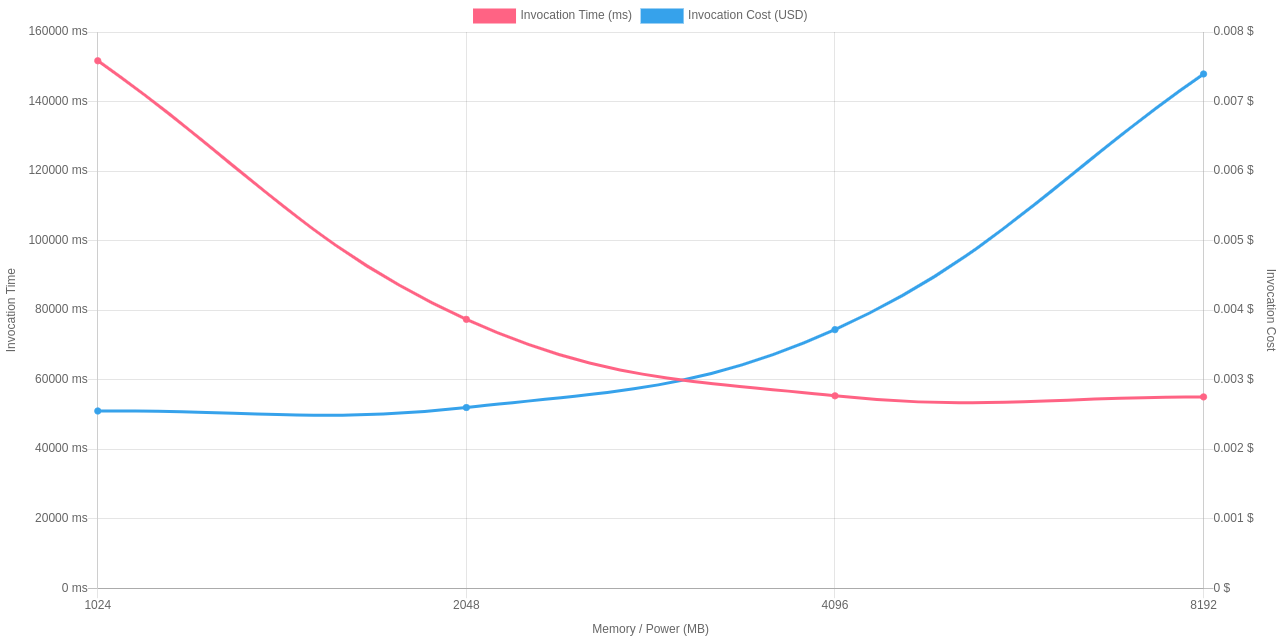 Invocation Time (ms) Invocation Cost (USD)
160000 ms 0.008 $
140000 ms 0.007 $
120000 ms 0.006 $
100000 ms 0.005 $
80000 ms 0.004 $
60000 ms 0.003 $
40000 ms 0.002 $
20000 ms 0.001 $
0 ms 0 $
Invocation Time
Invocation Cost
1024 2048 4096 8192
Memory / Power (MB)